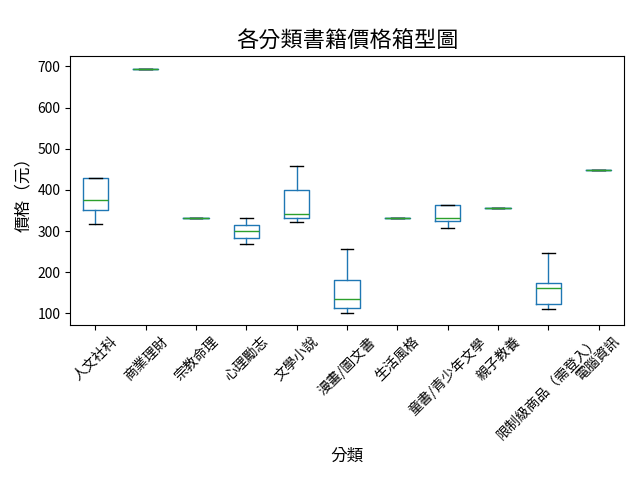 各分類書籍價格箱型圖
價格（元）
700
600
500
400
300
200
100
人文社科
商業理財
宗教命理
心理勵志
文學小說
漫畫/圖文書
生活風格
童書/青少年文學
親子教養
限制級商品（需登入）
電腦資訊
分類